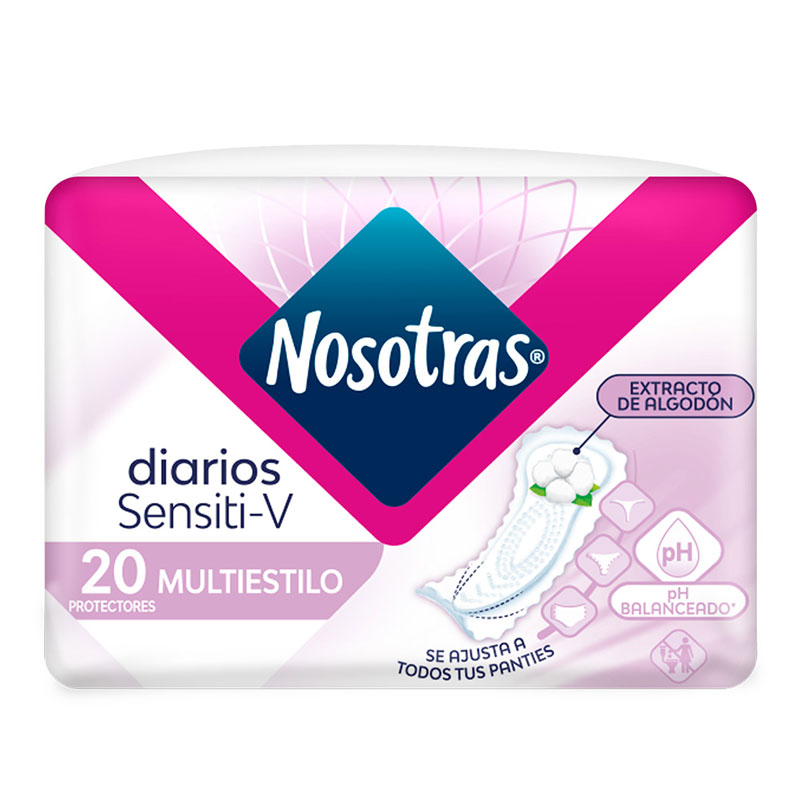 Nosotras®
EXTRACTO
DE ALGODÓN
diarios
Sensiti-V
20 MULTIESTILO
PROTECTORES
pH
pH
BALANCEADO*
SE AJUSTA A
TODOS TUS PANTIES